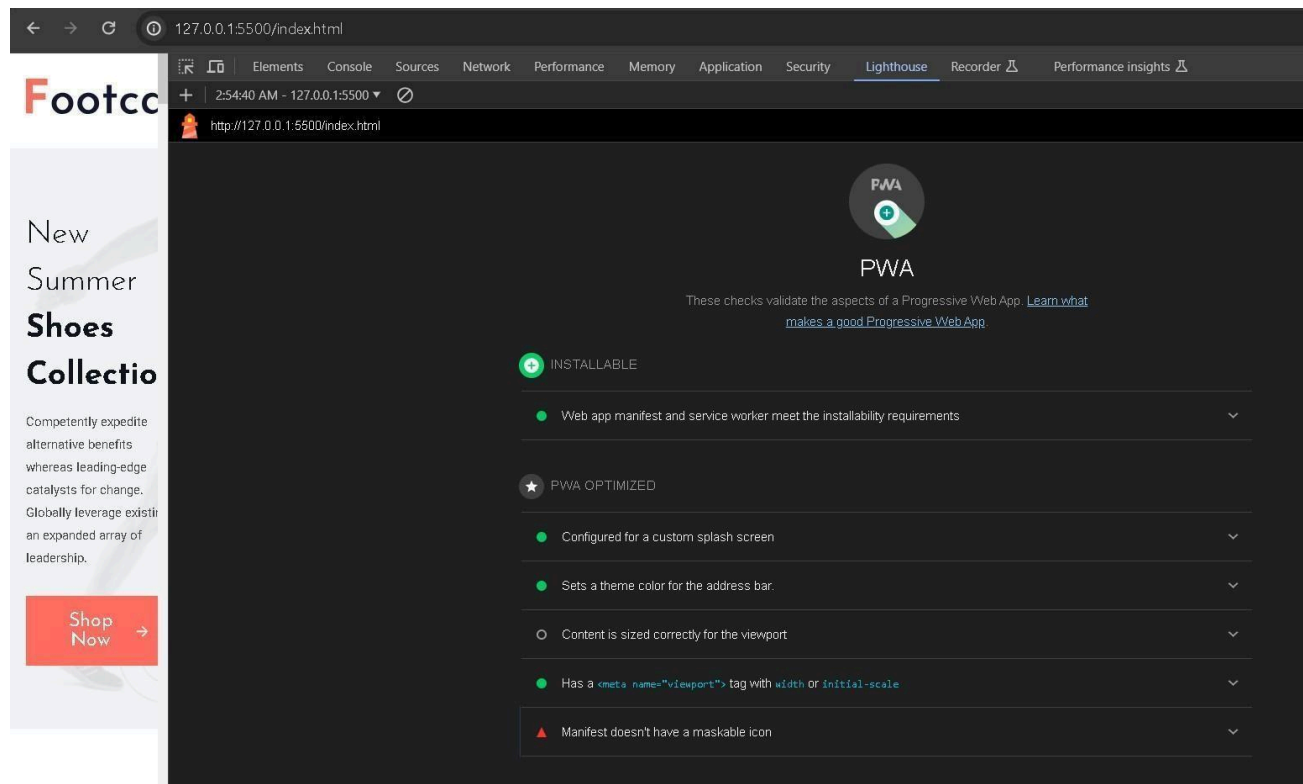 127.0.0.1:5500/index.html
Elements Console Sources Network Performance Memory Application Security Lighthouse Recorder Performance insights
2:54:40 AM - 127.0.0.1:5500
http://127.0.0.1:5500/index.html
Footcc
New
Summer
Shoes
Collectio
Competently expedite
alternative benefits
whereas leading-edge
catalysts for change.
Globally leverage existin
an expanded array of
leadership.
Shop
Now
PWA
PWA
These checks validate the aspects of a Progressive Web App. Learn what
makes a good Progressive Web App.
INSTALLABLE
Web app manifest and service worker meet the installability requirements
PWA OPTIMIZED
Configured for a custom splash screen
Sets a theme color for the address bar.
Content is sized correctly for the viewport
Has a <meta name="viewport"> tag with width or initial-scale
Manifest doesn't have a maskable icon